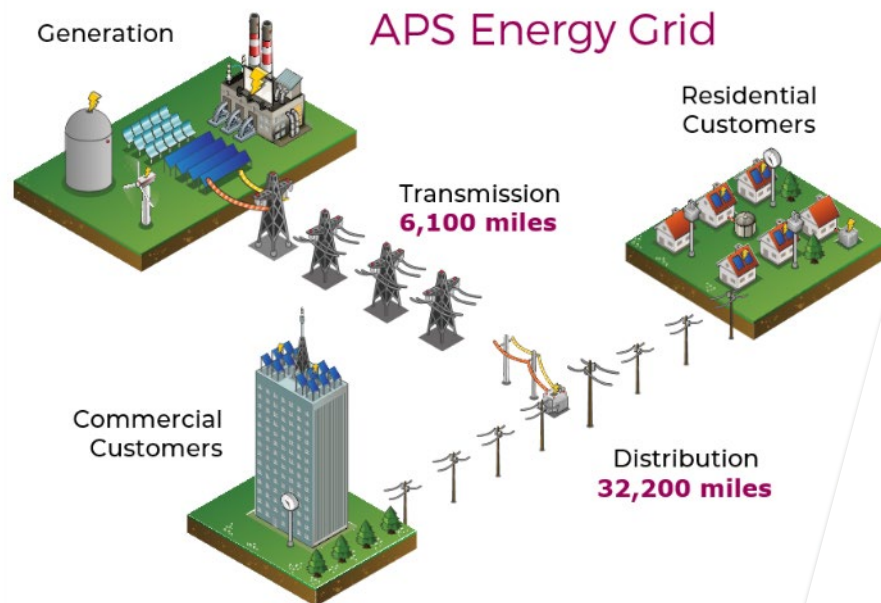 Generation
APS Energy Grid
Residential
Customers
Transmission
6,100 miles
Commercial
Customers
Distribution
32,200 miles